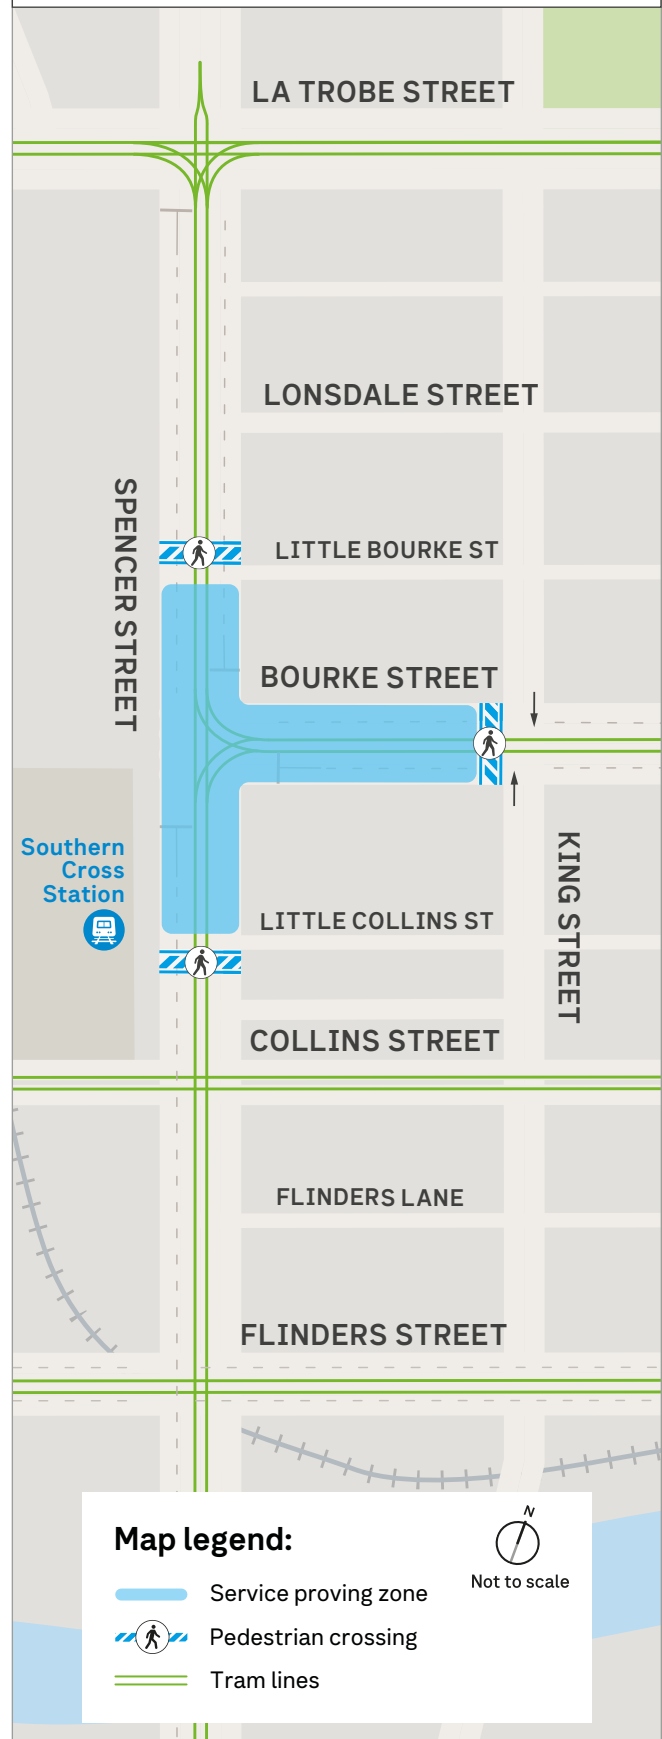 LA TROBE STREET
LONSDALE STREET
SPENCER STREET
LITTLE BOURKE ST
BOURKE STREET
Southern
Cross
Station
KING STREET
LITTLE COLLINS ST
COLLINS STREET
FLINDERS LANE
FLINDERS STREET
Map legend:
N
Not to scale
Service proving zone
Pedestrian crossing
Tram lines